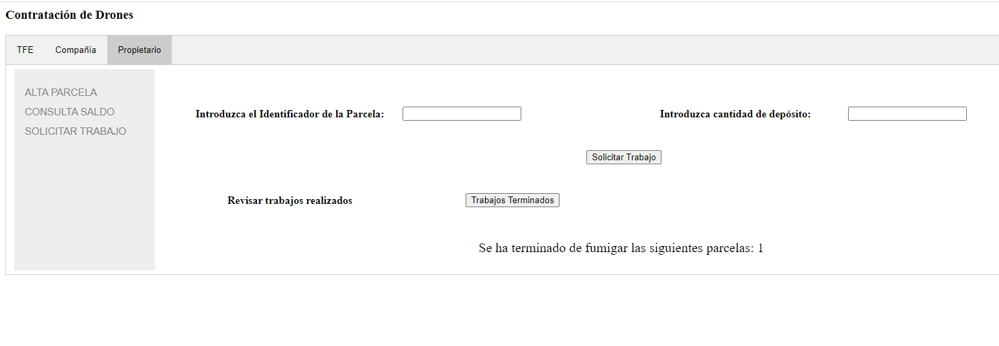 Contratación de Drones
TFE Compañía Propietario
ALTA PARCELA
CONSULTA SALDO
SOLICITAR TRABAJO
Introduzca el Identificador de la Parcela: Introduzca cantidad de depósito:
Solicitar Trabajo
Revisar trabajos realizados Trabajos Terminados
Se ha terminado de fumigar las siguientes parcelas: 1